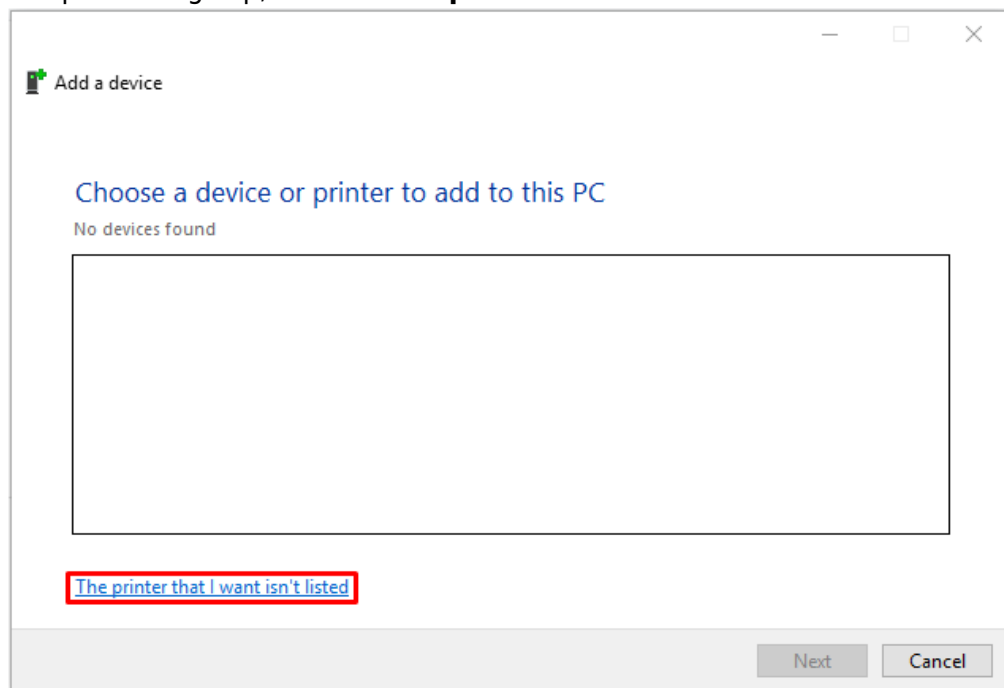 Add a device
Choose a device or printer to add to this PC
No devices found
The printer that I want isn't listed
Next Cancel